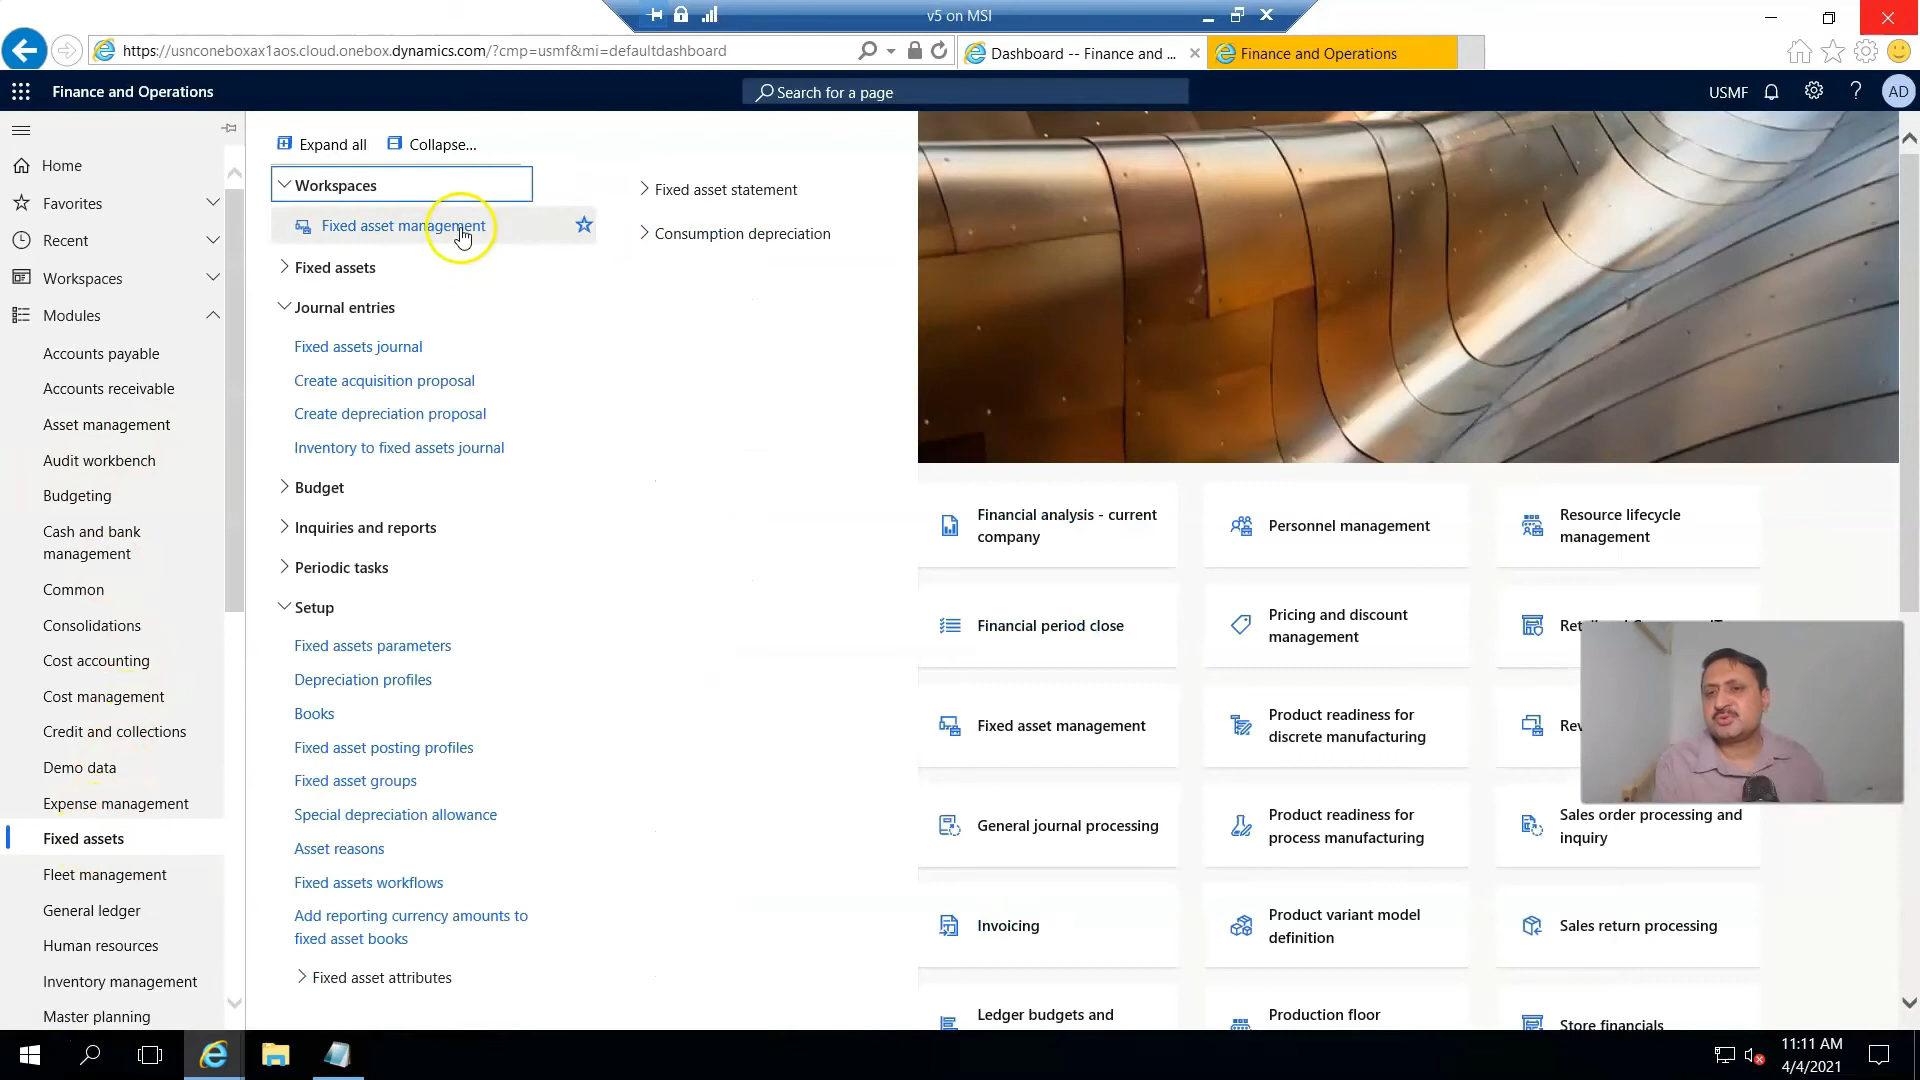 v5 on MSI
https://usnconeboxax1aos.cloud.onebox.dynamics.com/?cmp=usmf&mi=defaultdashboard
Dashboard -- Finance and ...
Finance and Operations
Finance and Operations
Search for a page
USMF
AD
Expand all
Collapse...
Home
Favorites
Recent
Workspaces
Modules
Accounts payable
Accounts receivable
Asset management
Audit workbench
Budgeting
Cash and bank
management
Common
Consolidations
Cost accounting
Cost management
Credit and collections
Demo data
Expense management
Fixed assets
Fleet management
General ledger
Human resources
Inventory management
Master planning
Workspaces
Fixed asset management
Fixed assets
Journal entries
Fixed assets journal
Create acquisition proposal
Create depreciation proposal
Inventory to fixed assets journal
Budget
Inquiries and reports
Periodic tasks
Setup
Fixed assets parameters
Depreciation profiles
Books
Fixed asset posting profiles
Fixed asset groups
Special depreciation allowance
Asset reasons
Fixed assets workflows
Add reporting currency amounts to
fixed asset books
Fixed asset attributes
Fixed asset statement
Consumption depreciation
Financial analysis - current
company
Financial period close
Fixed asset management
General journal processing
Invoicing
Ledger budgets and
Personnel management
Pricing and discount
management
Product readiness for
discrete manufacturing
Product readiness for
process manufacturing
Product variant model
definition
Production floor
Resource lifecycle
management
Sales order processing and
inquiry
Sales return processing
Store financials
11:11 AM
4/4/2021